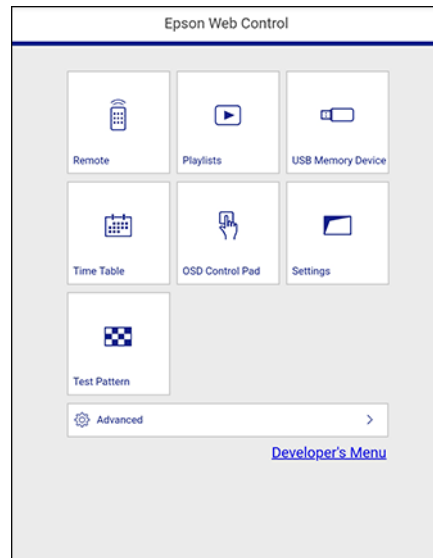 Epson Web Control
Remote
Playlists
USB Memory Device
Time Table
OSD Control Pad
Settings
Test Pattern
Advanced
Developer's Menu